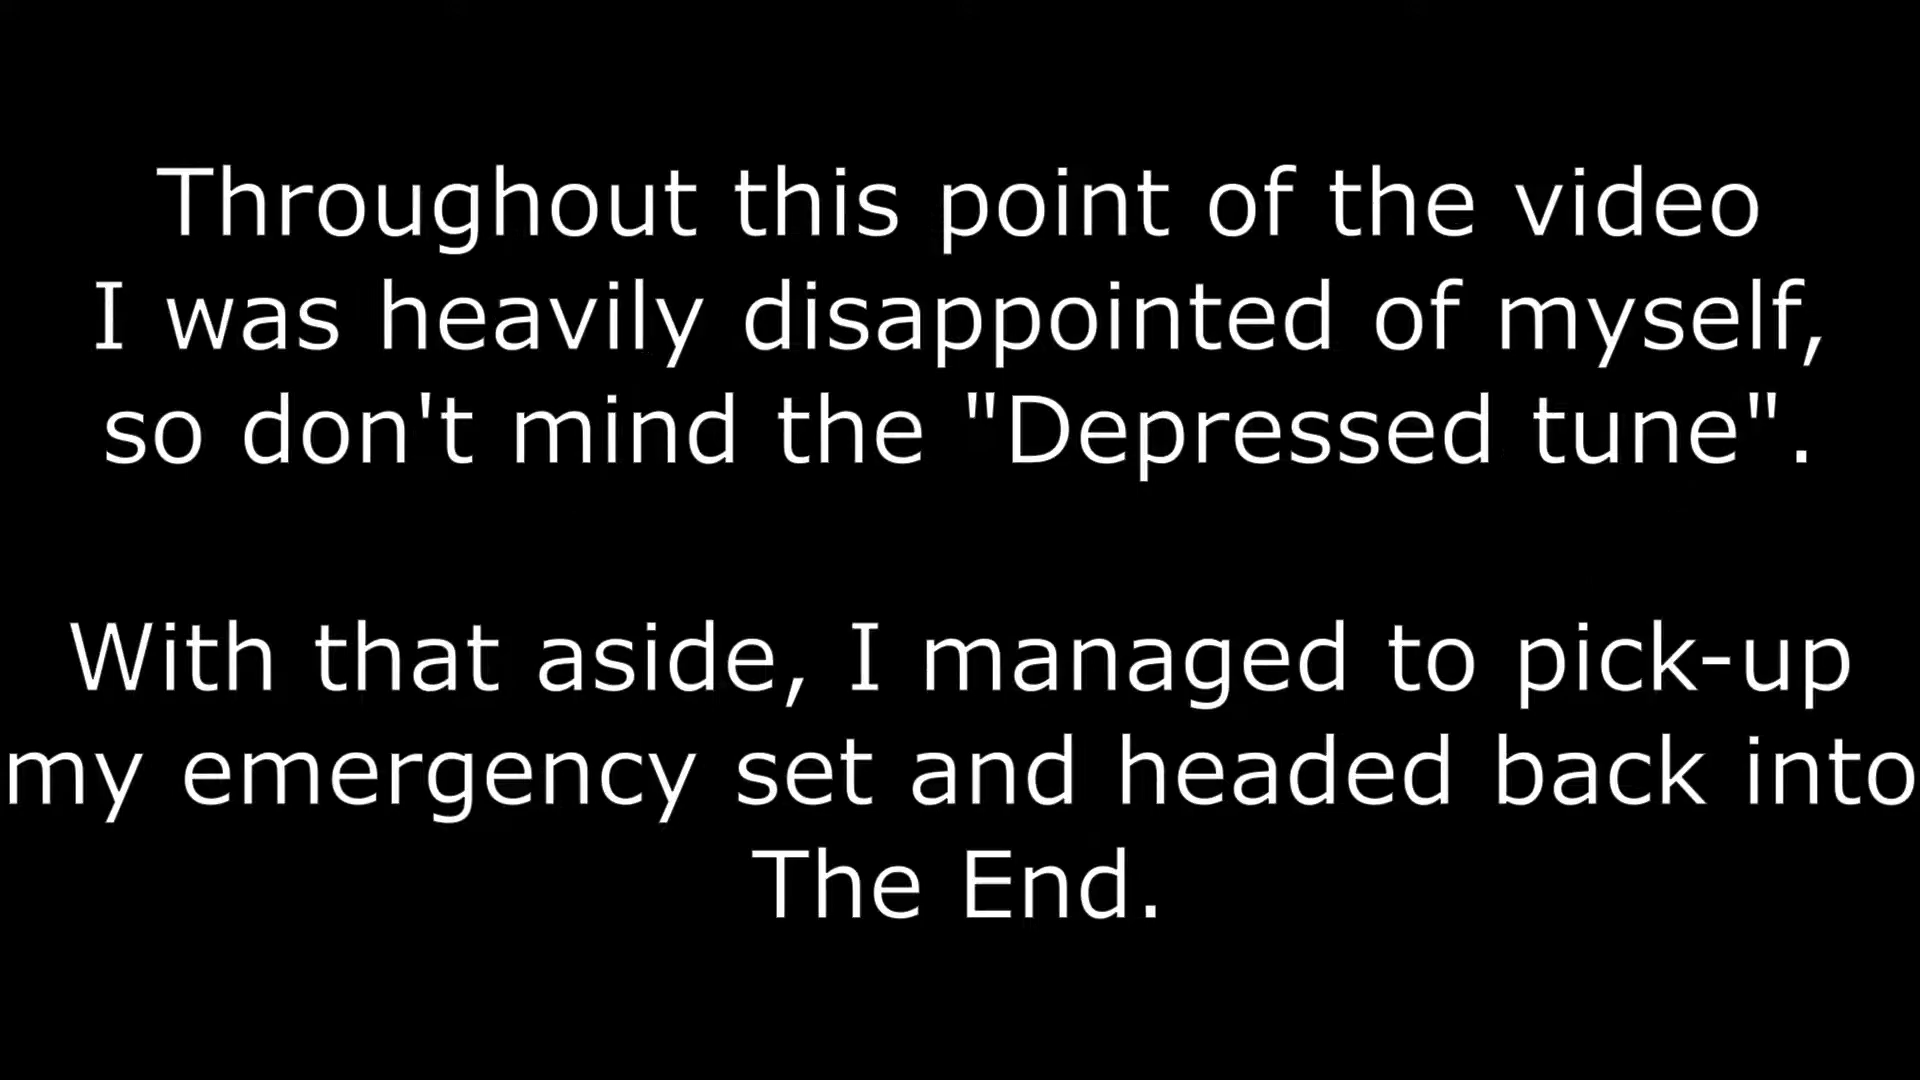 Throughout this point of the video
I was heavily disappointed of myself,
so don't mind the "Depressed tune".
With that aside, I managed to pick-up
my emergency set and headed back into
The End.